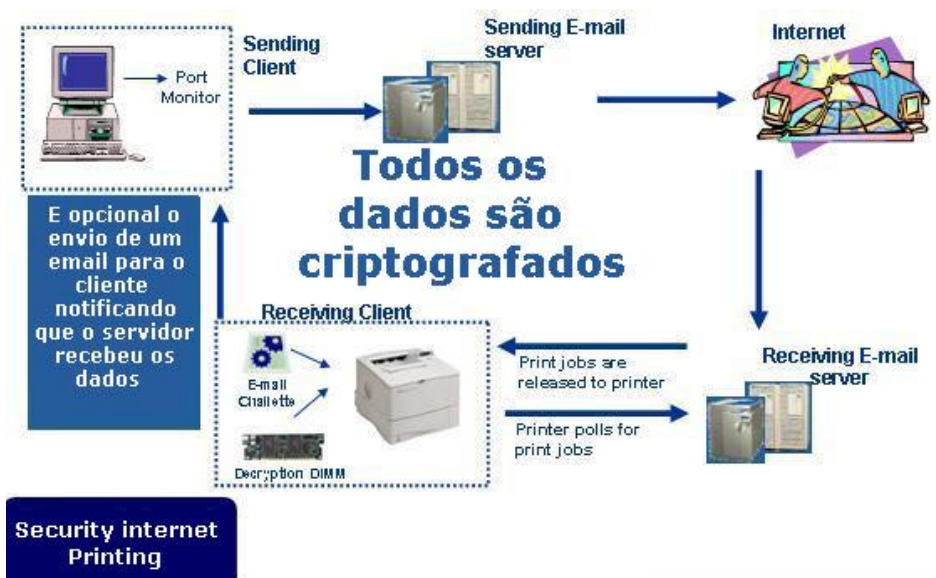 Sending
Client
Sending E-mail
server
Internet
Port
Monitor
Todos os
dados são
criptografados
E opcional o
envio de um
email para o
cliente
notificando
que o servidor
recebeu os
dados
Receiving Client
E-mail
Chailette
Decryption DIMM
Print jobs are
released to printer
Printer polls for
print jobs
Receiving E-mail
server
Security internet
Printing